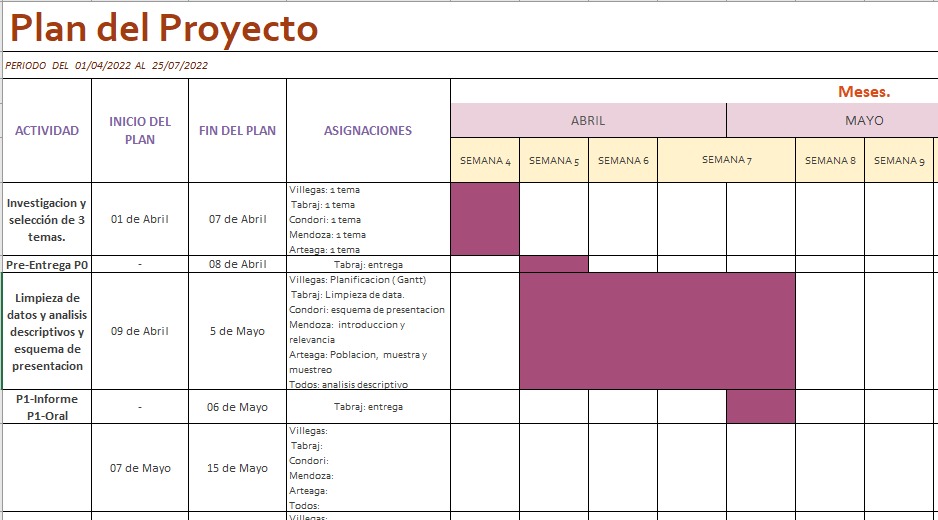 Plan del Proyecto
PERIODO DEL 01/04/2022 AL 25/07/2022
Meses.
ACTIVIDAD
INICIO DEL
PLAN
FIN DEL PLAN
ASIGNACIONES
ABRIL
MAYO
SEMANA 4
SEMANA 5
SEMANA 6
SEMANA 7
SEMANA 8
SEMANA 9
Investigacion y
selección de 3
temas.
01 de Abril
07 de Abril
Villegas: 1 tema
Tabraj: 1 tema
Condori: 1 tema
Mendoza: 1 tema
Arteaga: 1 tema
Pre-Entrega P0
-
08 de Abril
Tabraj: entrega
Limpieza de
datos y analisis
descriptivos y
esquema de
presentacion
09 de Abril
5 de Mayo
Villegas: Planificacion ( Gantt)
Tabraj: Limpieza de data.
Condori: esquema de presentacion
Mendoza: introduccion y
relevancia
Arteaga: Poblacion, muestra y
muestreo
Todos: analisis descriptivo
P1-Informe
P1-Oral
-
06 de Mayo
Tabraj: entrega
07 de Mayo
15 de Mayo
Villegas:
Tabraj:
Condori:
Mendoza:
Arteaga:
Todos:
Villegas: